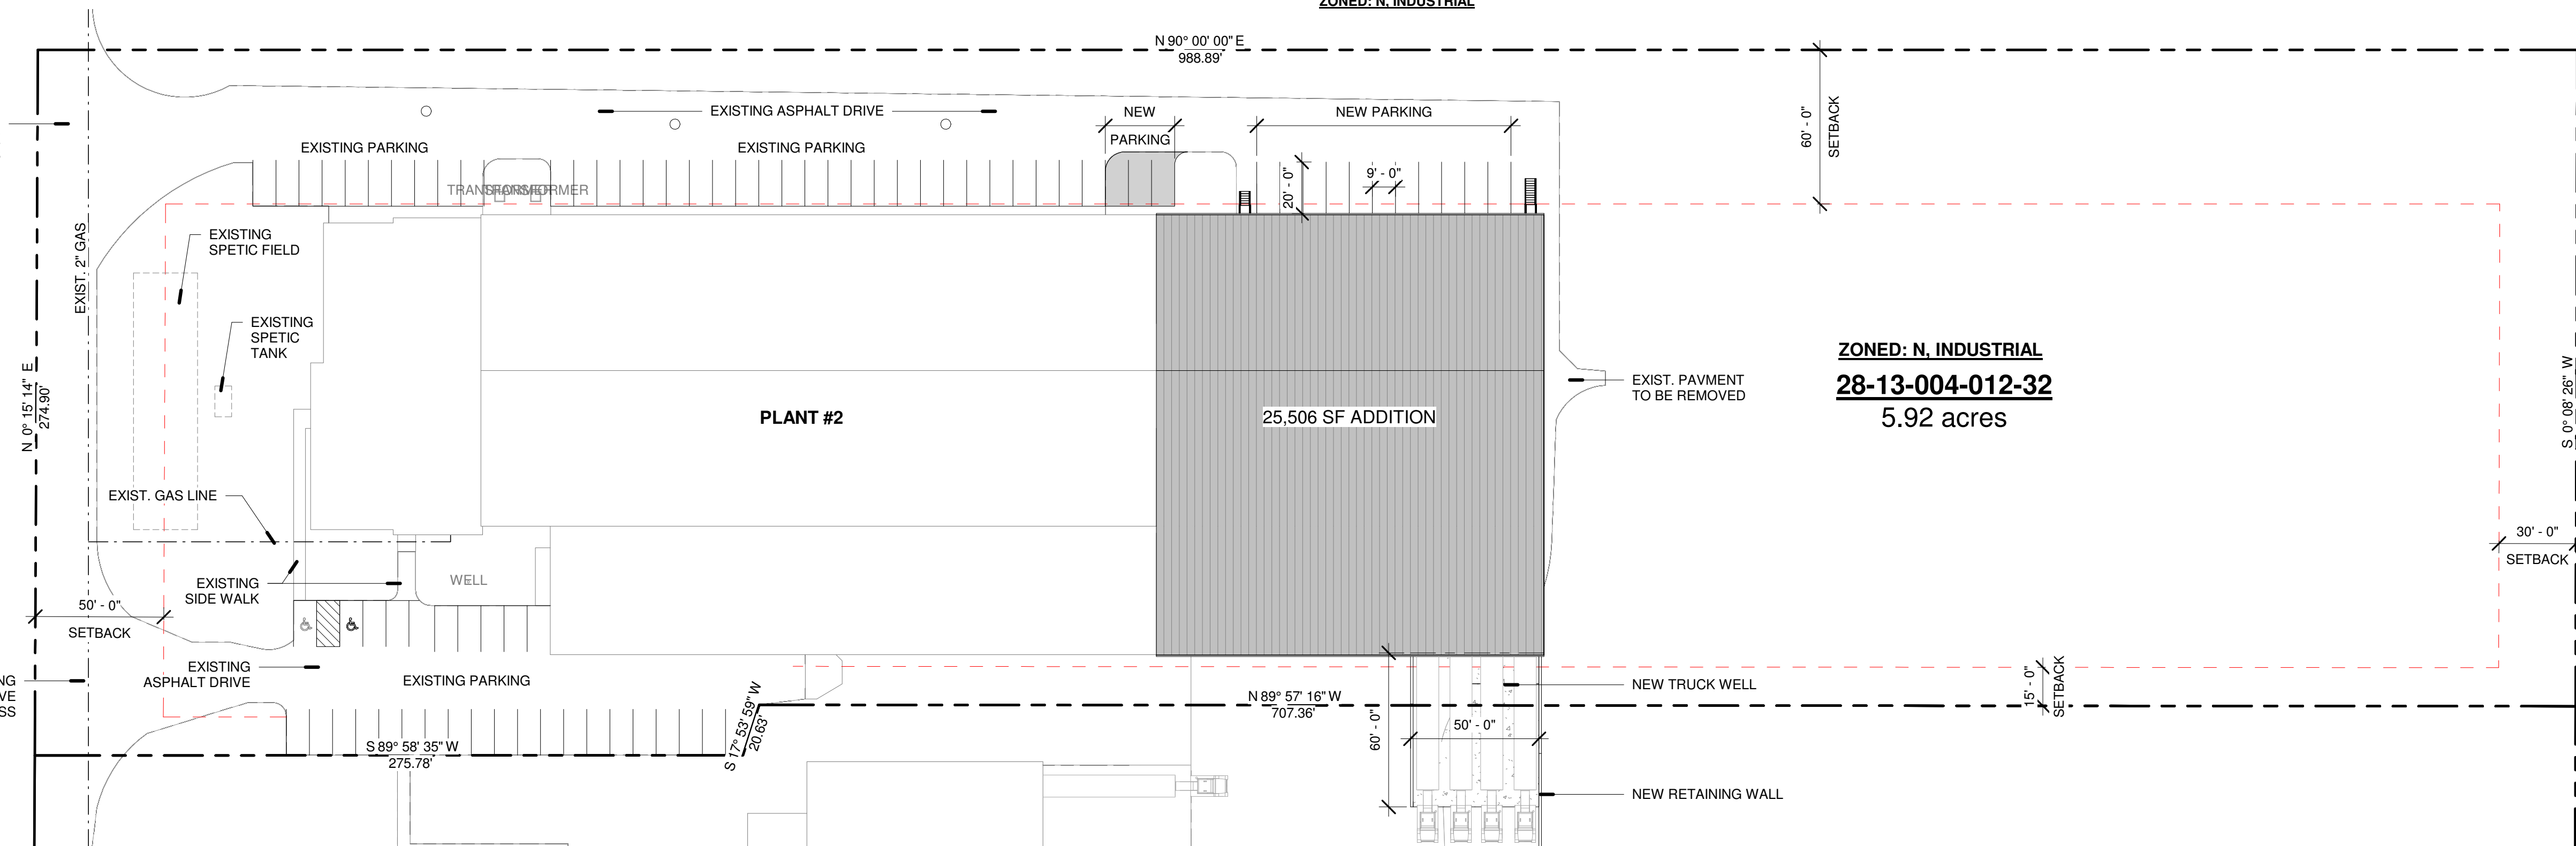 ZONED: N, INDUSTRIAL
N 90° 00' 00" E
988.89'
EXISTING ASPHALT DRIVE
NEW
PARKING
NEW PARKING
EXISTING PARKING
EXISTING PARKING
60' - 0"
SETBACK
TRANSFORMER
TRANSFORMER
20' - 0"
9' - 0"
EXIST. 2" GAS
EXISTING
SPETIC FIELD
EXISTING
SPETIC
TANK
N 0° 15' 14" E
274.90'
PLANT #2
25,506 SF ADDITION
EXIST. PAVMENT
TO BE REMOVED
ZONED: N, INDUSTRIAL
28-13-004-012-32
5.92 acres
S 0° 08' 26" W
EXIST. GAS LINE
30' - 0"
SETBACK
EXISTING
SIDE WALK
WELL
50' - 0"
SETBACK
EXISTING
ASPHALT DRIVE
EXISTING PARKING
NG
VE
SS
S 17° 53' 59" W
20.63'
N 89° 57' 16" W
707.36'
NEW TRUCK WELL
15' - 0"
SETBACK
60' - 0"
50' - 0"
S 89° 58' 35" W
275.78'
NEW RETAINING WALL